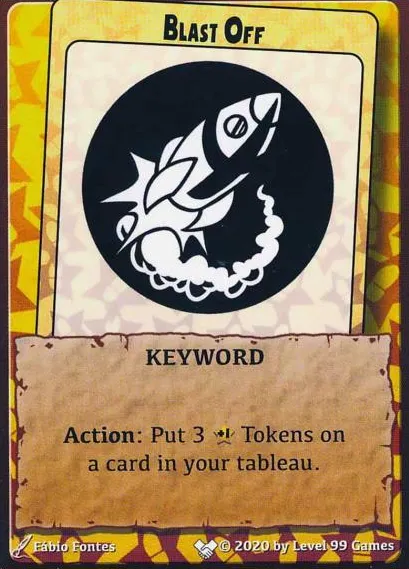 BLAST OFF
KEYWORD
Action: Put 3 +1 Tokens on
a card in your tableau.
Fábio Fontes
© 2020 by Level 99 Games